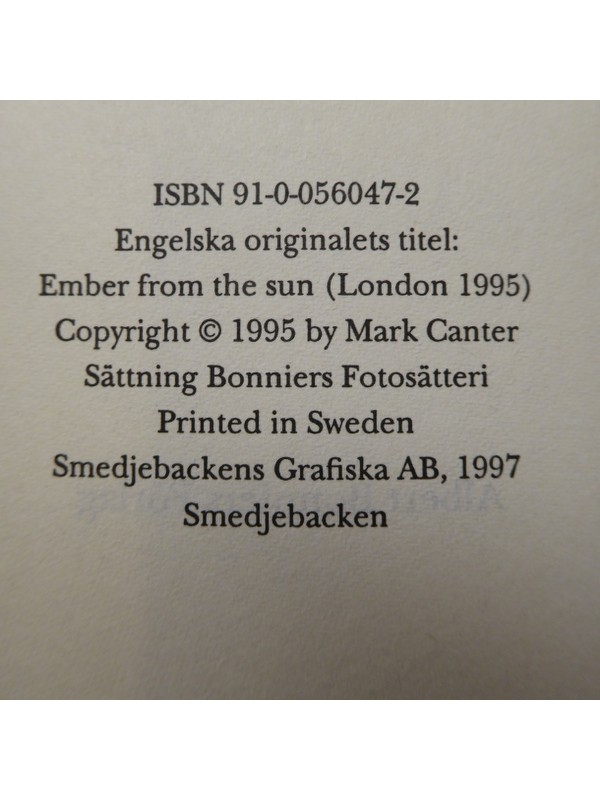 ISBN 91-0-056047-2
Engelska originalets titel:
Ember from the sun (London 1995)
Copyright © 1995 by Mark Canter
Sättning Bonniers Fotosätteri
Printed in Sweden
Smedjebackens Grafiska AB, 1997
Smedjebacken